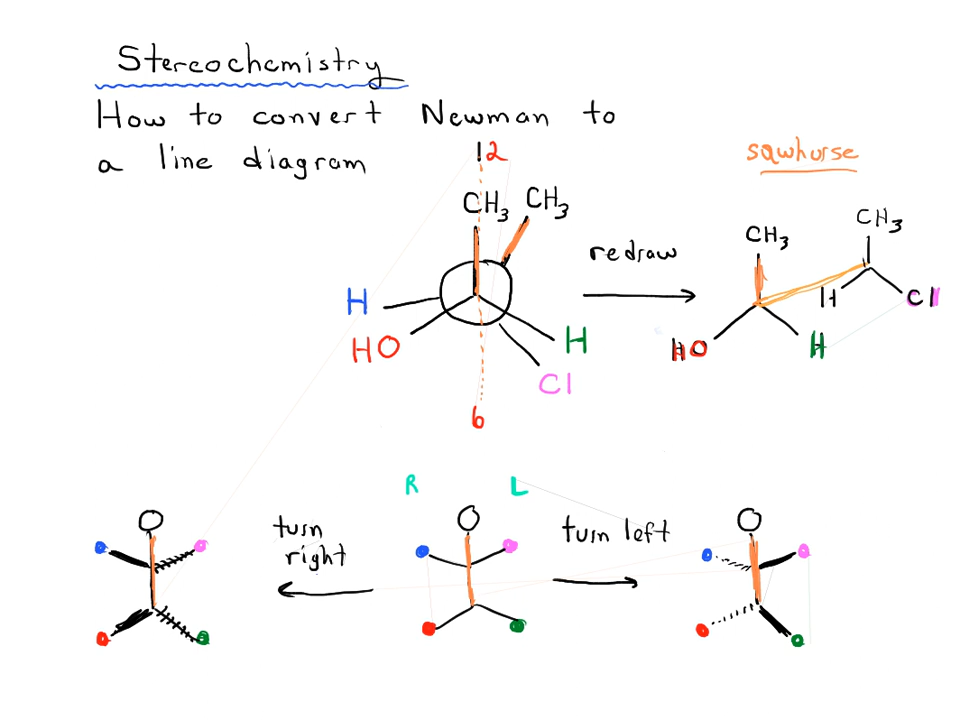 Stereochemistry
How to convert Newman to
a line diagram
12
sawhorse
CH3 CH3
redraw
CH3
CH3
H
HO
H
Cl
6
H
Cl
HO
H
R L
turn
right
turn left